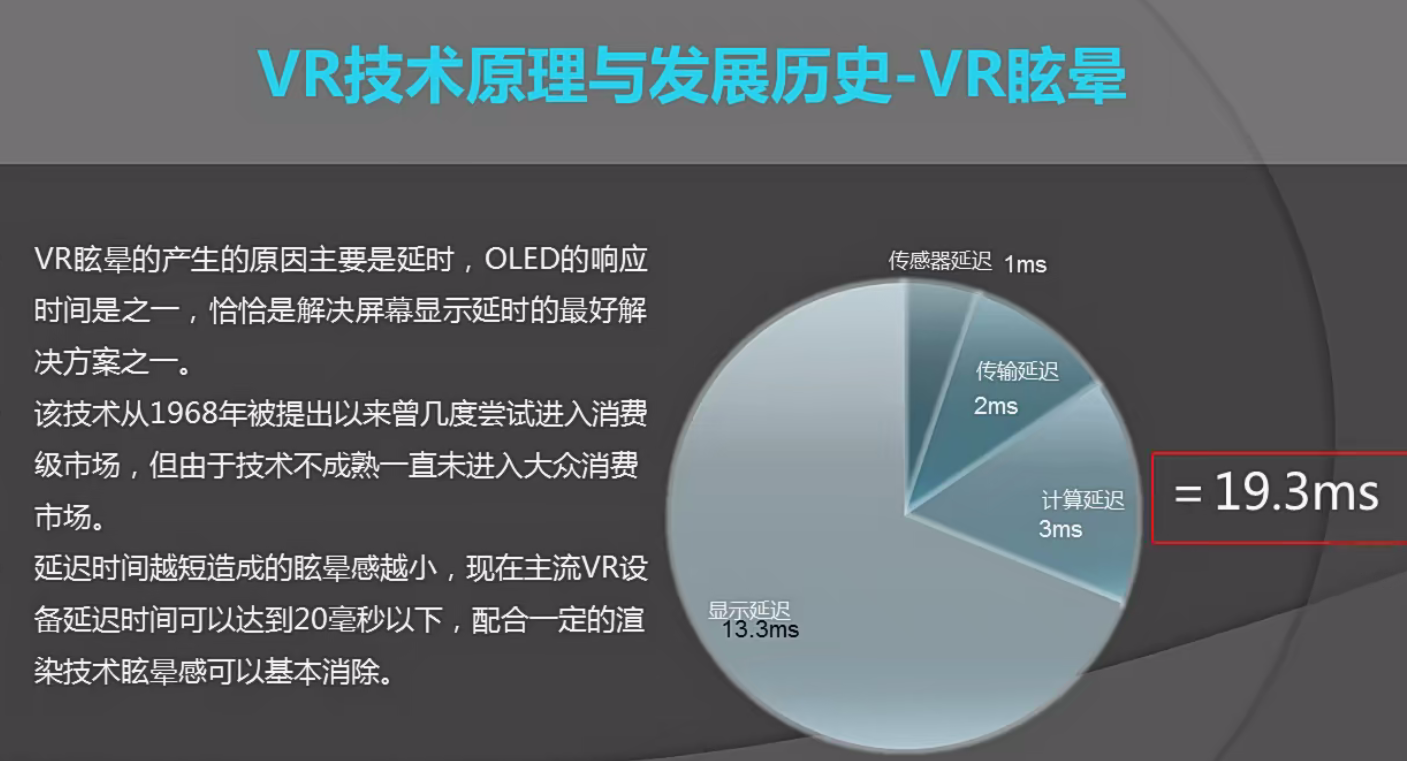 VR技术原理与发展历史-VR眩晕
VR眩晕的产生的原因主要是延时，OLED的响应
时间是之一，恰恰是解决屏幕显示延时的最好解
决方案之一。
该技术从1968年被提出以来曾几度尝试进入消费
级市场，但由于技术不成熟一直未进入大众消费
市场。
延迟时间越短造成的眩晕感越小，现在主流VR设
备延迟时间可以达到20毫秒以下，配合一定的渲
染技术眩晕感可以基本消除。
传感器延迟 1ms
传输延迟
2ms
计算延迟
3ms
显示延迟
13.3ms
=19.3ms